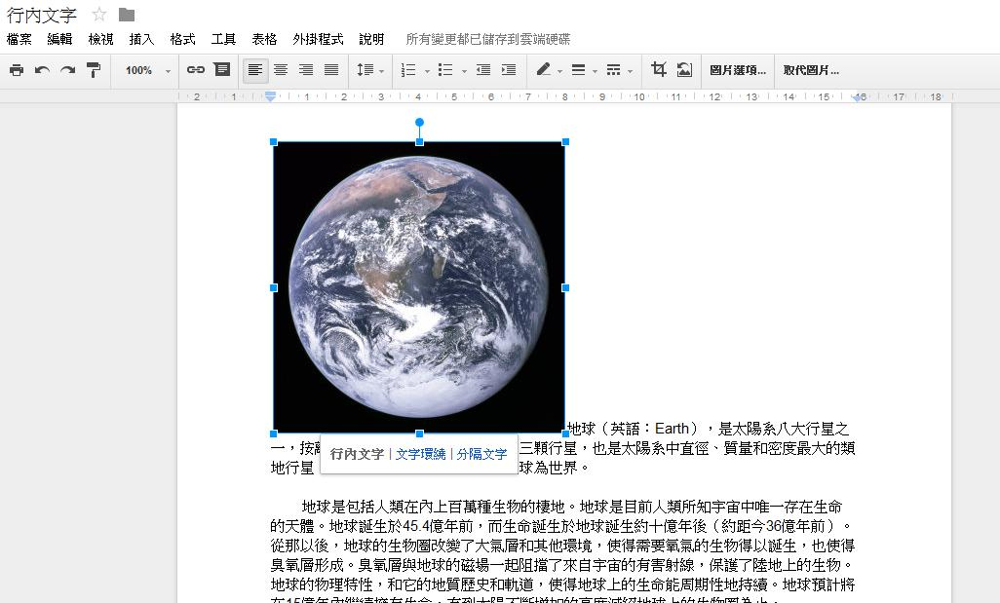 行內文字
檔案 編輯 檢視 插入 格式 工具 表格 外掛程式 說明 所有變更都已儲存到雲端硬碟
100% 圖片選項... 取代圖片...
2 1 1 2 3 4 5 6 7 8 9 10 11 12 13 14 15 16 17 18
地球（英語：Earth），是太陽系八大行星之
一，按 三顆行星，也是太陽系中直徑、質量和密度最大的類
行內文字 | 文字環繞 | 分隔文字
地行星 球為世界。
地球是包括人類在內上百萬種生物的棲地。地球是目前人類所知宇宙中唯一存在生命
的天體。地球誕生於45.4億年前，而生命誕生於地球誕生約十億年後（約距今36億年前）。
從那以後，地球的生物圈改變了大氣層和其他環境，使得需要氧氣的生物得以誕生，也使得
臭氧層形成。臭氧層與地球的磁場一起阻擋了來自宇宙的有害射線，保護了陸地上的生物。
地球的物理特性，和它的地質歷史和軌道，使得地球上的生命能周期性地持續。地球預計將